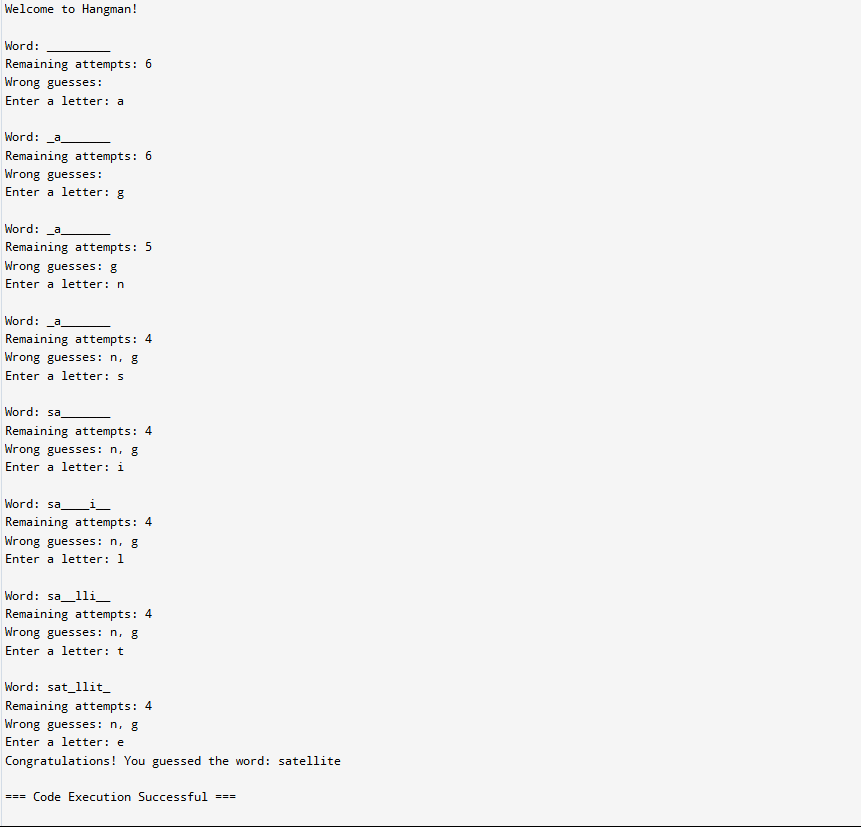 Welcome to Hangman!
Word: _________
Remaining attempts: 6
Wrong guesses:
Enter a letter: a
Word: _a_______
Remaining attempts: 6
Wrong guesses:
Enter a letter: g
Word: _a_______
Remaining attempts: 5
Wrong guesses: g
Enter a letter: n
Word: _a_______
Remaining attempts: 4
Wrong guesses: n, g
Enter a letter: s
Word: sa_______
Remaining attempts: 4
Wrong guesses: n, g
Enter a letter: i
Word: sa____i__
Remaining attempts: 4
Wrong guesses: n, g
Enter a letter: l
Word: sa__lli__
Remaining attempts: 4
Wrong guesses: n, g
Enter a letter: t
Word: sat_llit_
Remaining attempts: 4
Wrong guesses: n, g
Enter a letter: e
Congratulations! You guessed the word: satellite
=== Code Execution Successful ===